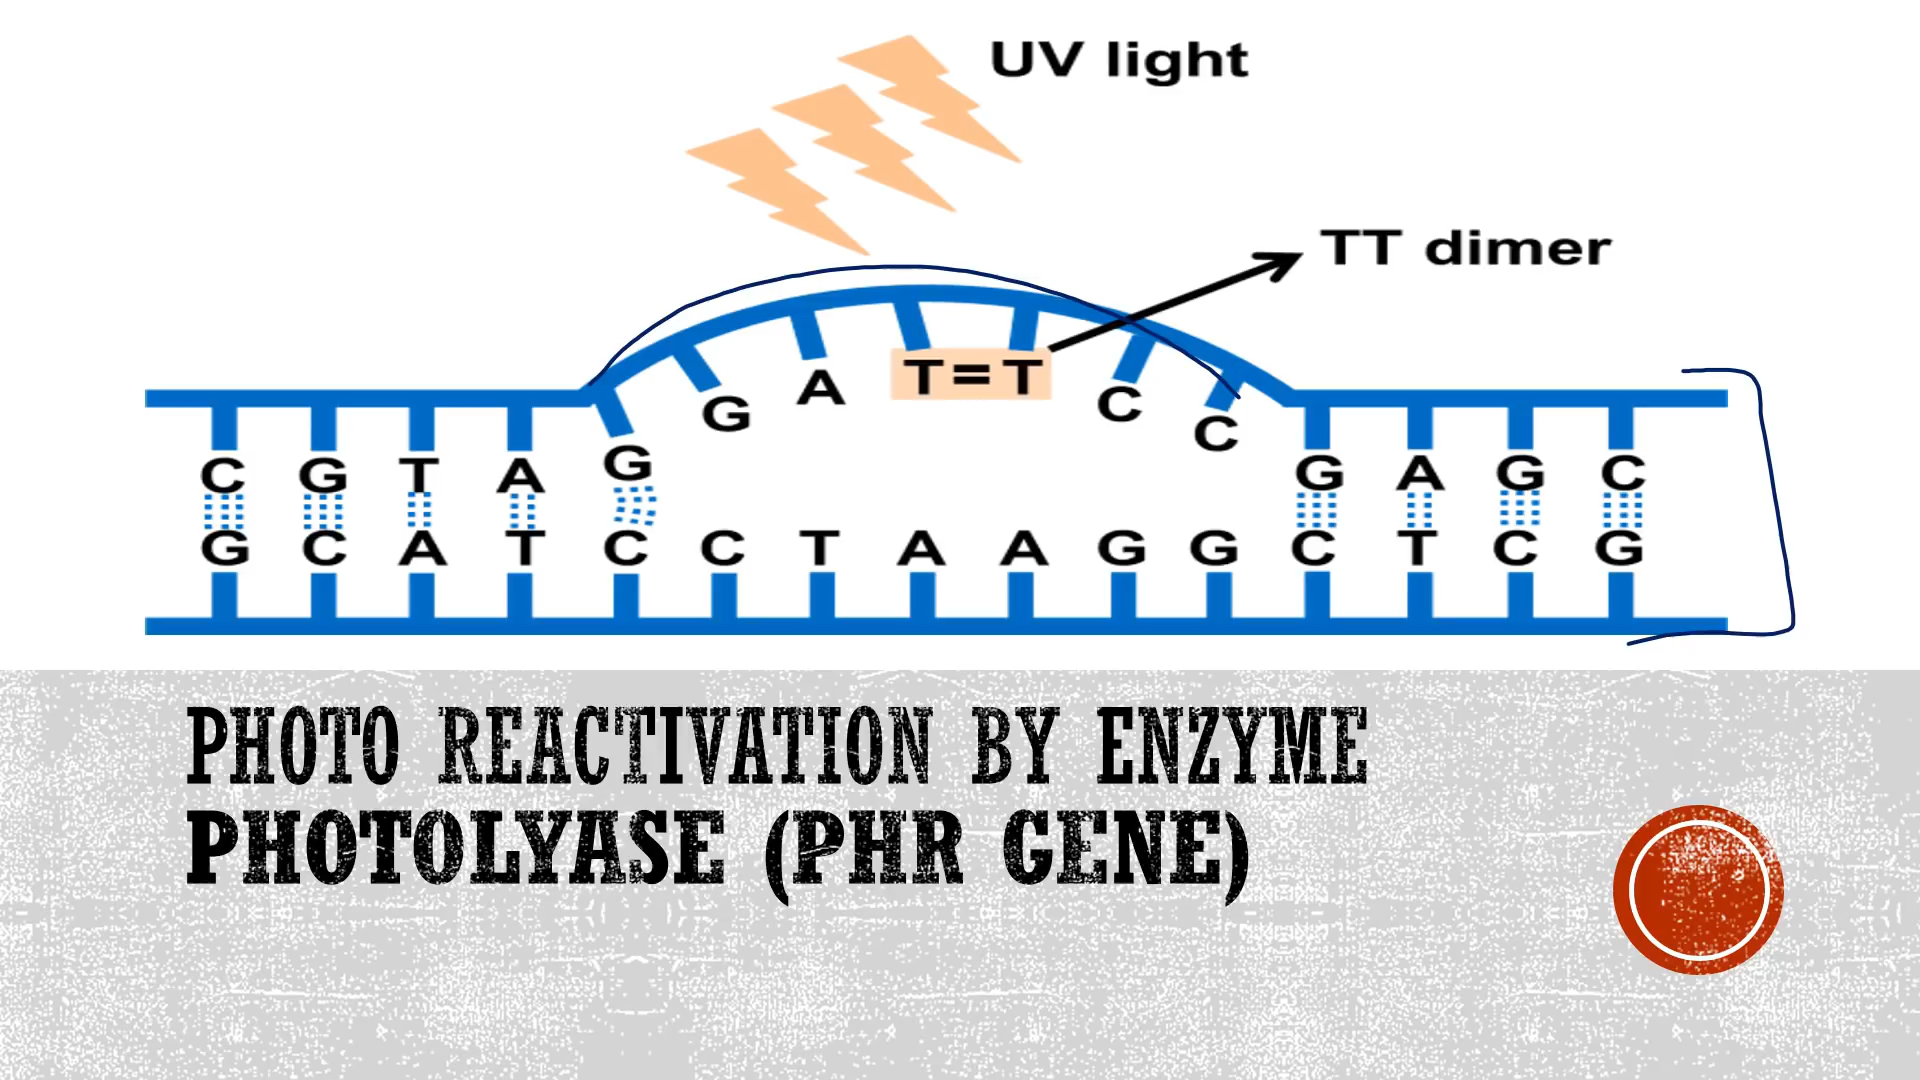 UV light
TT dimer
G A T=T C C
C G T A G G A G C
G C A T C C T A A G G C T C G
PHOTO REACTIVATION BY ENZYME
PHOTOLYASE (PHR GENE)